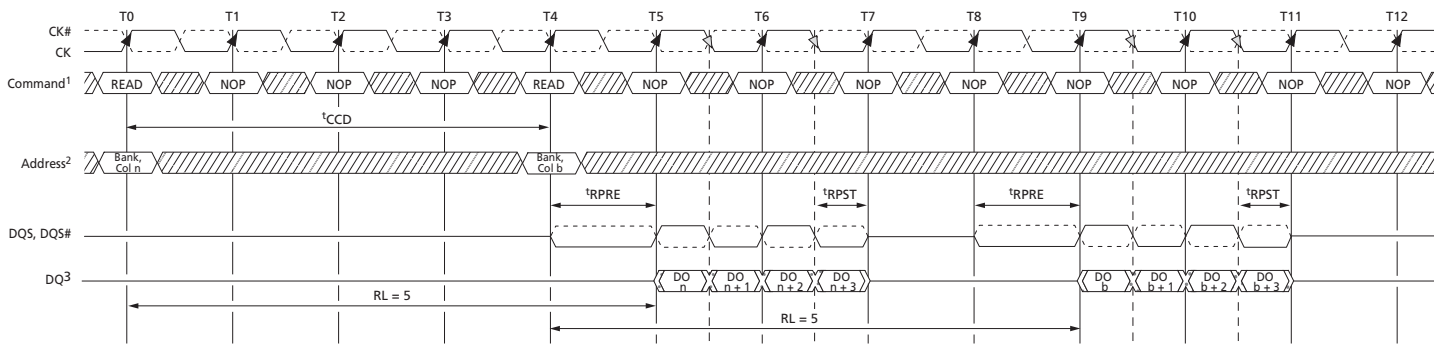 T0 T1 T2 T3 T4 T5 T6 T7 T8 T9 T10 T11 T12
CK#
CK
Command1 READ NOP NOP NOP READ NOP NOP NOP NOP NOP NOP NOP NOP
tCCD
Address2 Bank, Col n Bank, Col b
tRPRE tRPST tRPRE tRPST
DQS, DQS#
DQ3 DO n DO n + 1 DO n + 2 DO n + 3 DO b DO b + 1 DO b + 2 DO b + 3
RL = 5
RL = 5